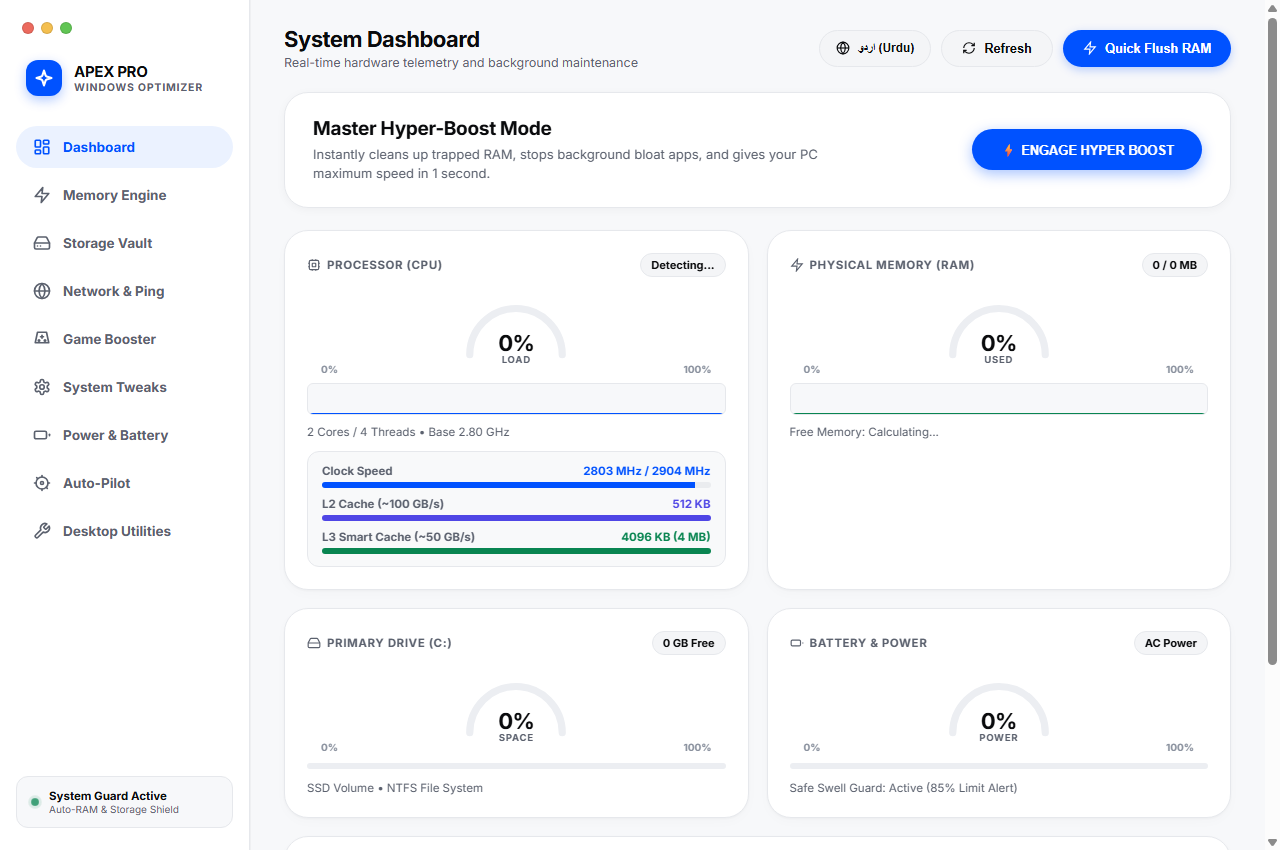 APEX PRO
WINDOWS OPTIMIZER
Dashboard
Memory Engine
Storage Vault
Network & Ping
Game Booster
System Tweaks
Power & Battery
Auto-Pilot
Desktop Utilities
System Guard Active
Auto-RAM & Storage Shield
System Dashboard
Real-time hardware telemetry and background maintenance
اردو (Urdu)
Refresh
Quick Flush RAM
Master Hyper-Boost Mode
Instantly cleans up trapped RAM, stops background bloat apps, and gives your PC
maximum speed in 1 second.
ENGAGE HYPER BOOST
PROCESSOR (CPU)
Detecting...
0%
LOAD
0%
100%
2 Cores / 4 Threads • Base 2.80 GHz
Clock Speed
2803 MHz / 2904 MHz
L2 Cache (~100 GB/s)
512 KB
L3 Smart Cache (~50 GB/s)
4096 KB (4 MB)
PHYSICAL MEMORY (RAM)
0 / 0 MB
0%
USED
0%
100%
Free Memory: Calculating...
PRIMARY DRIVE (C:)
0 GB Free
0%
SPACE
0%
100%
SSD Volume • NTFS File System
BATTERY & POWER
AC Power
0%
POWER
0%
100%
Safe Swell Guard: Active (85% Limit Alert)